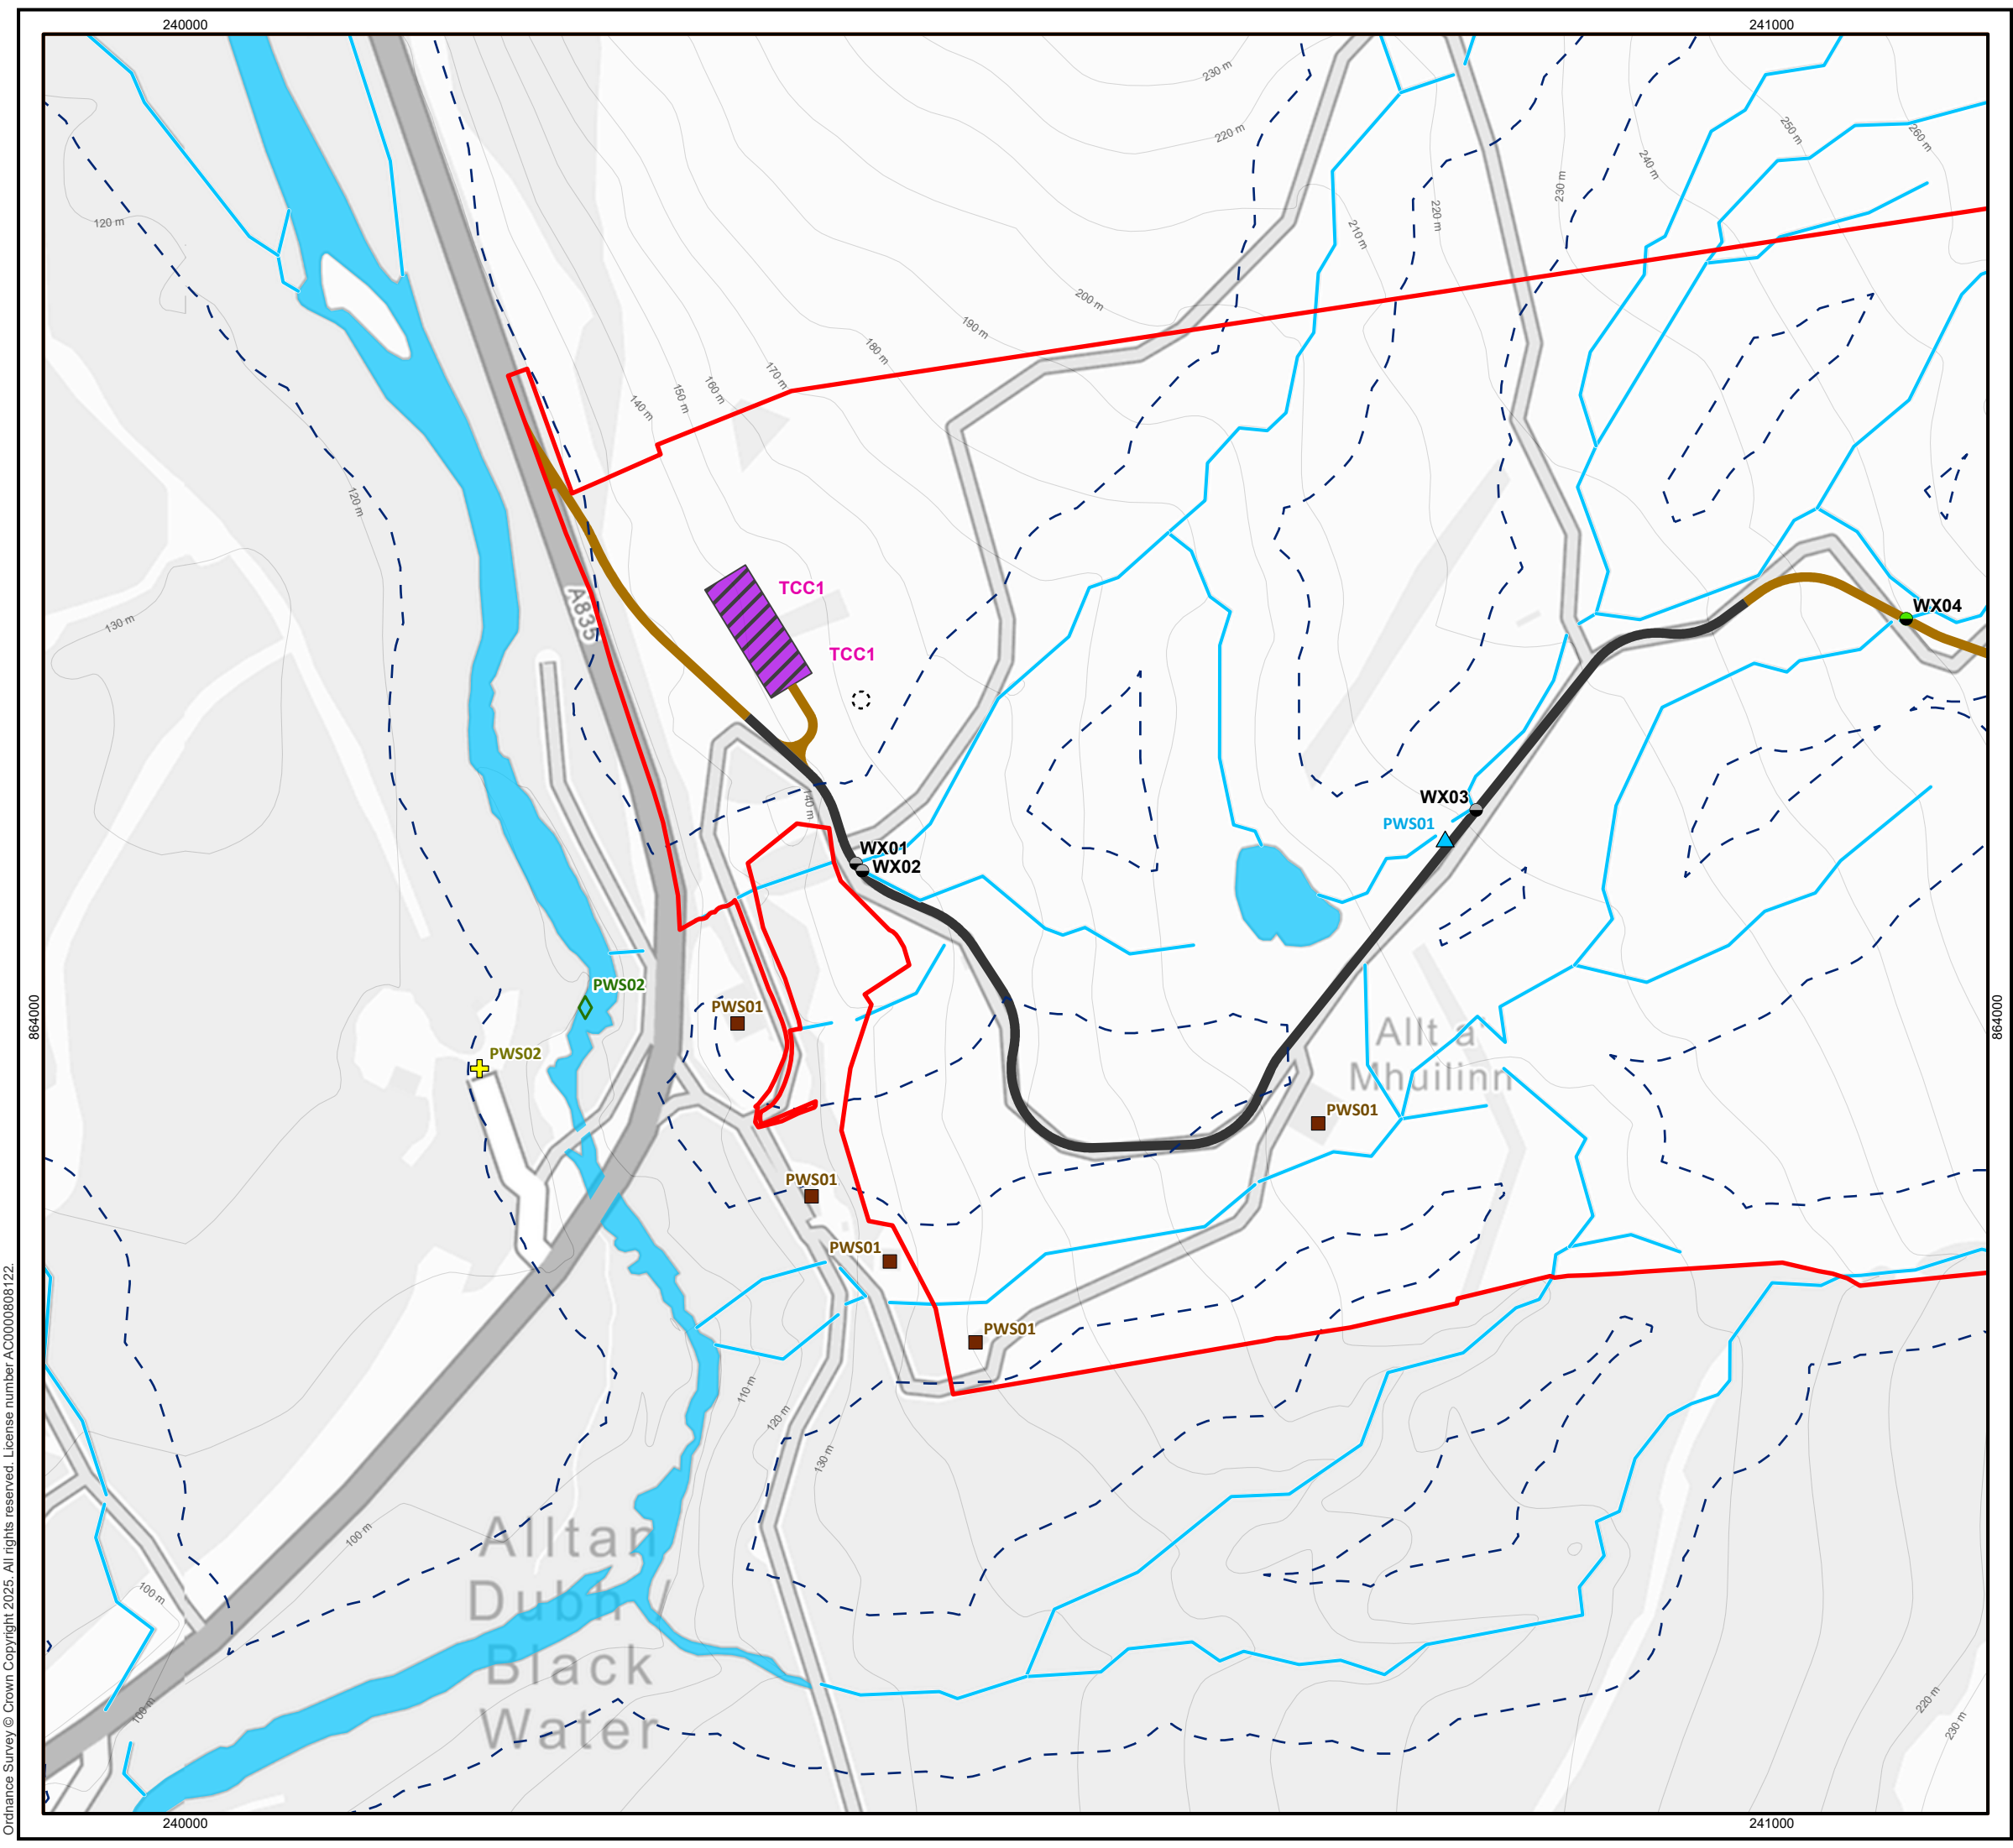 240000
241000
230 m
220 m
250 m
260 m
240 m
230 m
220 m
210 m
120 m
200 m
190 m
180 m
170 m
160 m
150 m
140 m
120 m
130 m
A835
TCC1
TCC1
WX04
140 m
WX03
PWS01
WX01
WX02
PWS02
PWS01
864000
864000
Allt a'
Mhuilinn
PWS02
PWS01
PWS01
PWS01
PWS01
110 m
120 m
130 m
100 m
100 m
100 m
Alltan
Dubh /
Black
Water
220 m
230 m
240000
241000
Ordnance Survey © Crown Copyright 2025. All rights reserved. License number AC0000808122.